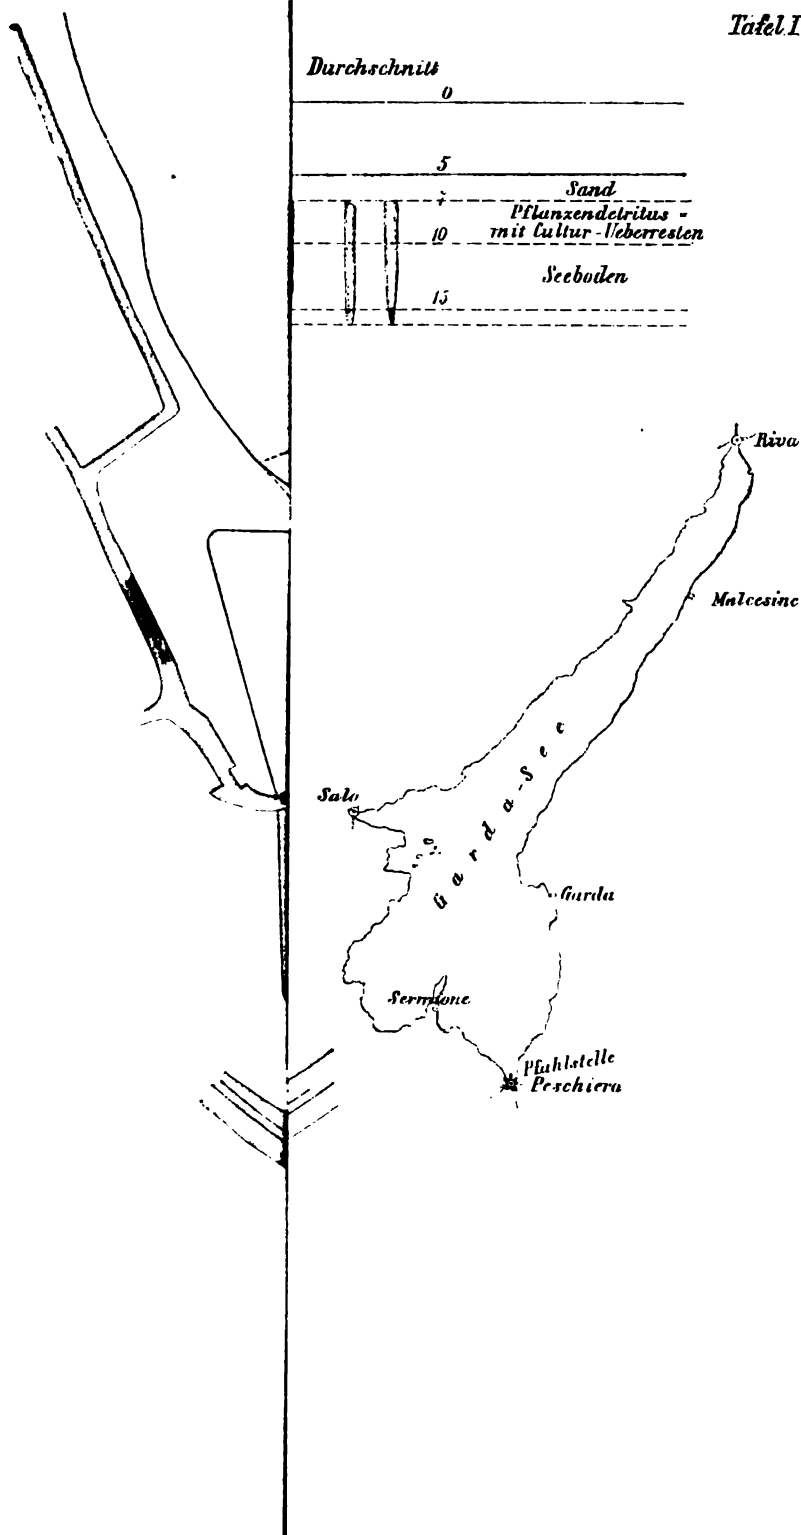 Tafel I
Durchschnitt
0
5
Sand
7
Pflanzendetritus -
10
mit Cultur-Ueberresten
Seeboden
15
Riva
Malcesine
Garda-See
Salo
Garda
Sermione
Pfahlstelle
Peschiera